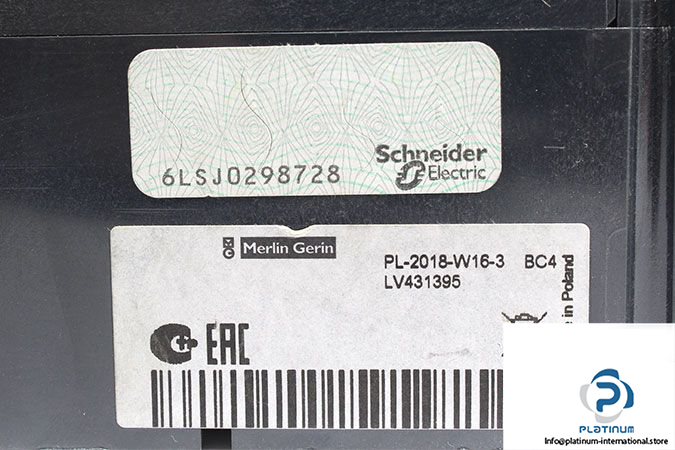 6LSJ0298728
Schneider
Electric
MG Merlin Gerin
PL-2018-W16-3 BC4
LV431395
in Poland
EAC
PLATINUM
Info@platinum-international.store